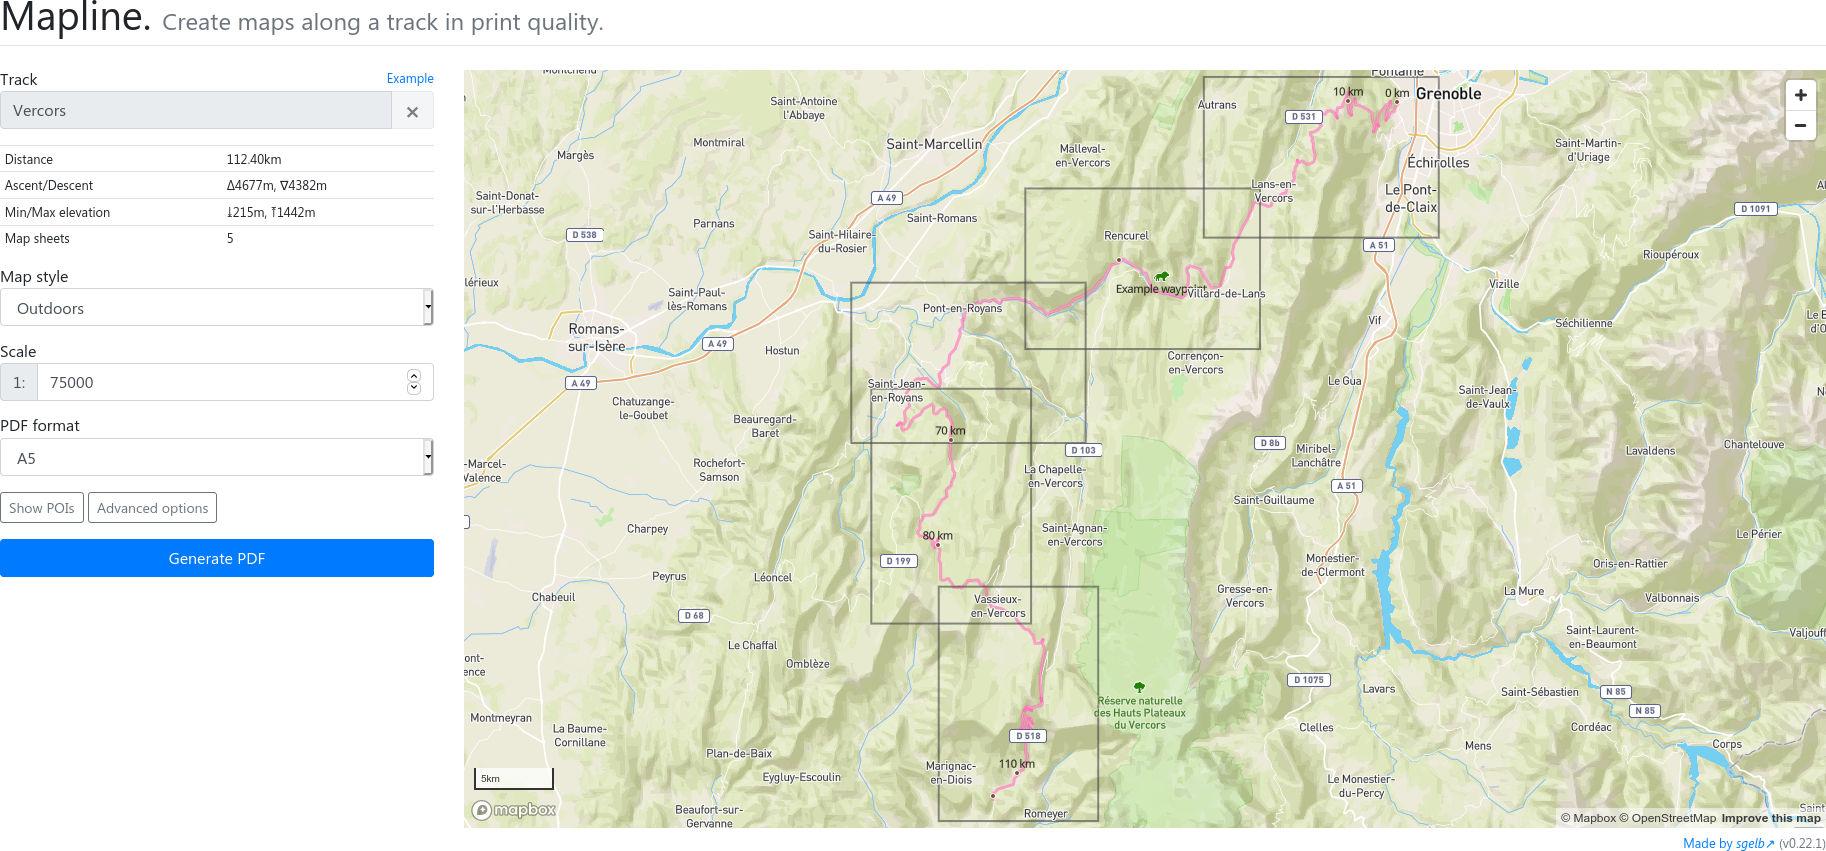 Mapline. Create maps along a track in print quality.
Track
Example
Vercors
×
Distance 112.40km
Ascent/Descent Δ4677m, ∇4382m
Min/Max elevation ⭳215m, ⭱1442m
Map sheets 5
Map style
Outdoors
Scale
1: 75000
PDF format
A5
Show POIs
Advanced options
Generate PDF
Montchenu
Fontaine
10 km
0 km
Grenoble
+
−
Saint-Antoine
l'Abbaye
Autrans
D 531
Margès
Montmiral
Saint-Marcellin
Malleval-
en-Vercors
Échirolles
Saint-Martin-
d'Uriage
Saint-Donat-
sur-l'Herbasse
A 49
Lans-en-
Vercors
Le Pont-
de-Claix
D 1091
Parnans
Saint-Romans
D 538
Saint-Hilaire-
du-Rosier
Rencurel
A 51
Rioupéroux
lérieux
Saint-Paul-
lès-Romans
Example waypoint
Villard-de-Lans
Vizille
Pont-en-Royans
Romans-
sur-Isère
A 49
Vif
Séchilienne
Le B
d'O
Hostun
Corrençon-
en-Vercors
A 49
Saint-Jean-
en-Royans
Le Gua
Saint-Jean-
de-Vaulx
Chatuzange-
le-Goubet
Beauregard-
Baret
70 km
D 103
D 8b
Miribel-
Lanchâtre
Lavaldens
Chantelouve
-Marcel-
Valence
Rochefort-
Samson
La Chapelle-
en-Vercors
A 51
Saint-Guillaume
Charpey
80 km
Saint-Agnan-
en-Vercors
Le Périer
D 199
Monestier-
de-Clermont
Oris-en-Rattier
Peyrus
Léoncel
Chabeuil
Vassieux-
en-Vercors
Gresse-en-
Vercors
La Mure
Valbonnais
D 68
Le Chaffal
Saint-Laurent-
en-Beaumont
Valjouff
ont-
ence
Omblèze
D 1075
Lavars
Saint-Sébastien
N 85
Réserve naturelle
des Hauts Plateaux
du Vercors
N 85
Montmeyran
La Baume-
Cornillane
D 518
Clelles
Cordéac
Plan-de-Baix
Mens
Corps
Marignac-
en-Diois
110 km
5km
Eygluy-Escoulin
Le Monestier-
du-Percy
mapbox
Beaufort-sur-
Gervanne
Romeyer
Saint
© Mapbox © OpenStreetMap Improve this map
Made by sgelb↗ (v0.22.1)